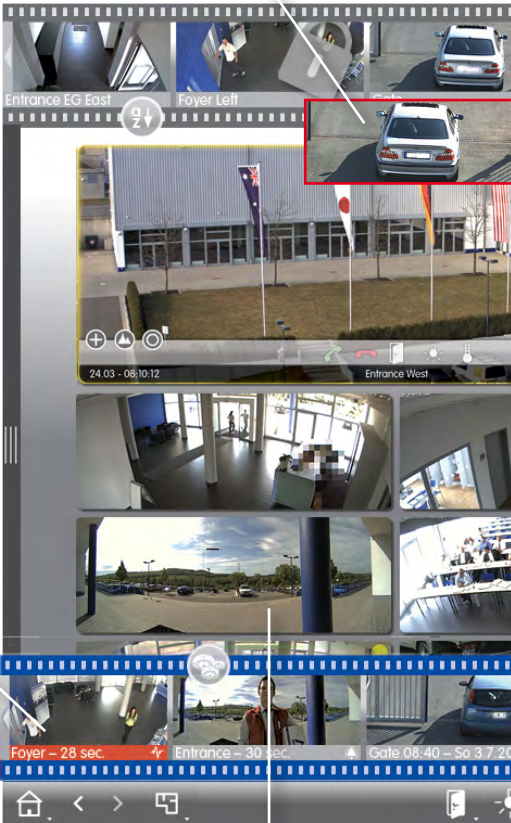 Entrance EG East
Foyer Left
Gate
a
z
24.03 - 08:10:12
Entrance West
Foyer – 28 sec.
Entrance – 30 sec.
Gate 08:40 – So 3.7.20